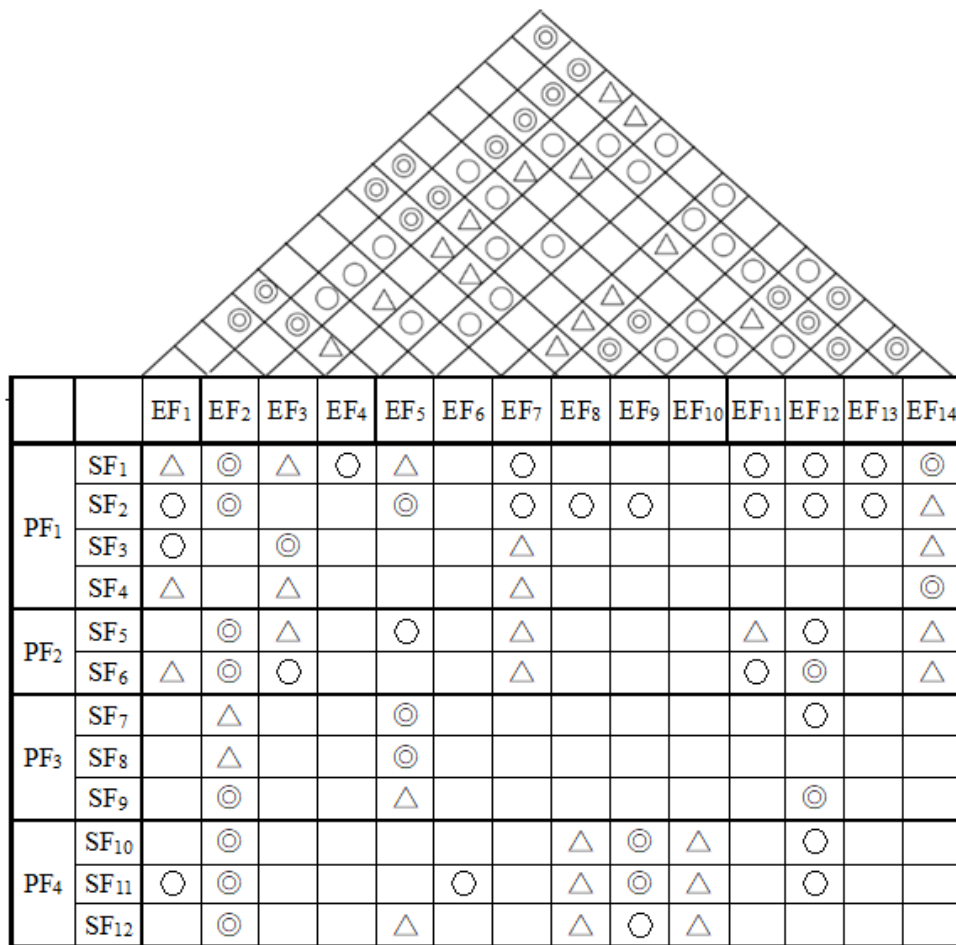 EF1 EF2 EF3 EF4 EF5 EF6 EF7 EF8 EF9 EF10 EF11 EF12 EF13 EF14
PF1
SF1 △ ◎ △ ○ △ ○ ○ ○ ○ ◎
SF2 ○ ◎ ◎ ○ ○ ○ ○ ○ ○ △
SF3 ○ ◎ △ △
SF4 △ △ △ ◎
PF2
SF5 ◎ △ ○ △ △ ○ △
SF6 △ ◎ ○ △ ○ ◎ △
PF3
SF7 △ ◎ ○
SF8 △ ◎
SF9 ◎ △ ◎
PF4
SF10 ◎ △ ◎ △ ○
SF11 ○ ◎ ○ △ ◎ △ ○
SF12 ◎ △ △ ○ △